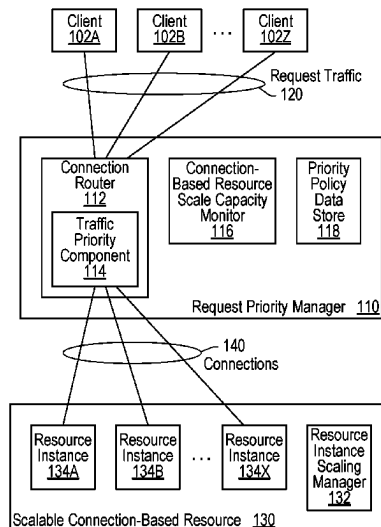 Client
102A
Client
102B
...
Client
102Z
Request Traffic
120
Connection
Router
112
Traffic
Priority
Component
114
Connection-
Based Resource
Scale Capacity
Monitor
116
Priority
Policy
Data
Store
118
Request Priority Manager 110
140
Connections
Resource
Instance
134A
Resource
Instance
134B
...
Resource
Instance
134X
Resource
Instance
Scaling
Manager
132
Scalable Connection-Based Resource 130